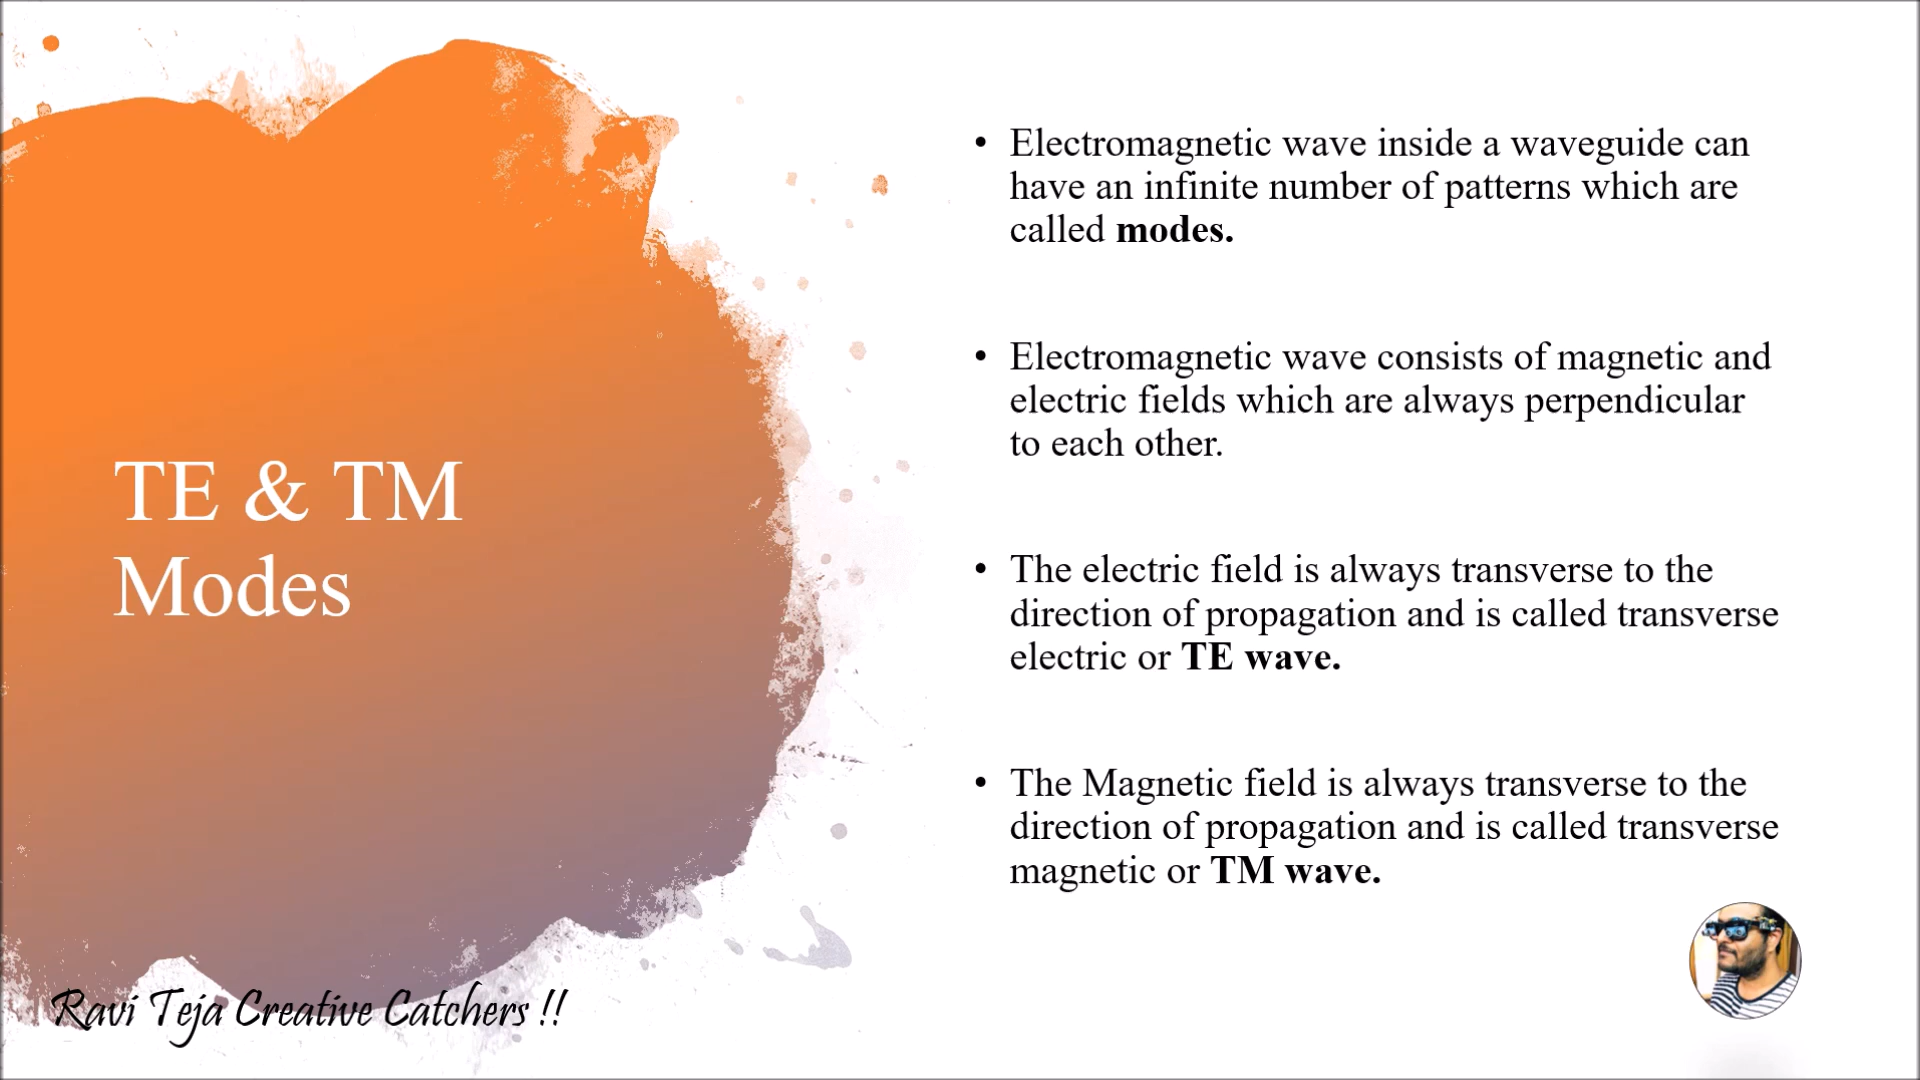 TE & TM
Modes
• Electromagnetic wave inside a waveguide can
have an infinite number of patterns which are
called modes.
• Electromagnetic wave consists of magnetic and
electric fields which are always perpendicular
to each other.
• The electric field is always transverse to the
direction of propagation and is called transverse
electric or TE wave.
• The Magnetic field is always transverse to the
direction of propagation and is called transverse
magnetic or TM wave.
Ravi Teja Creative Catchers !!